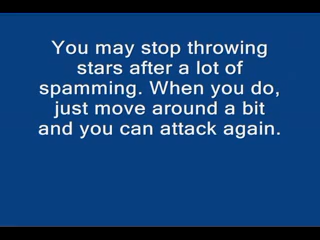 You may stop throwing
stars after a lot of
spamming. When you do,
just move around a bit
and you can attack again.